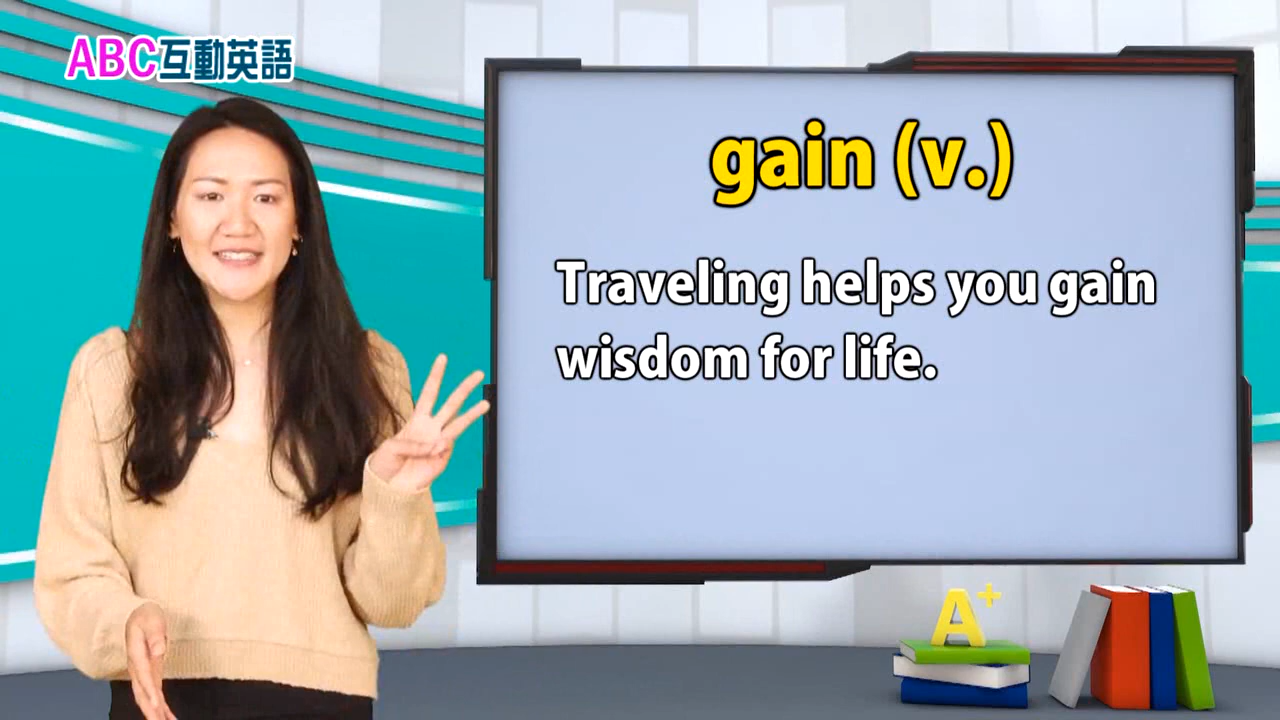 ABC互動英語
gain (v.)
Traveling helps you gain
wisdom for life.
A+